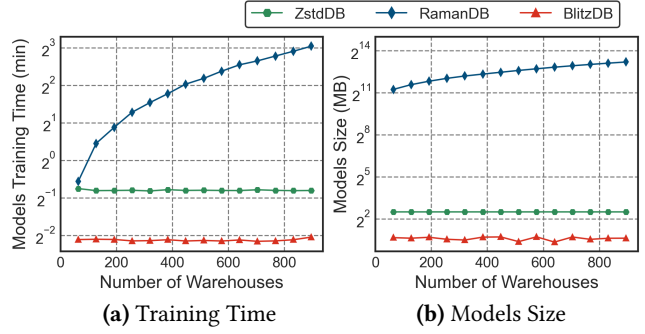 ZstdDB RamanDB BlitzDB
Models Training Time (min)
2^3
2^2
2^1
2^0
2^-1
2^-2
0 200 400 600 800
Number of Warehouses
(a) Training Time
Models Size (MB)
2^14
2^11
2^8
2^5
2^2
0 200 400 600 800
Number of Warehouses
(b) Models Size